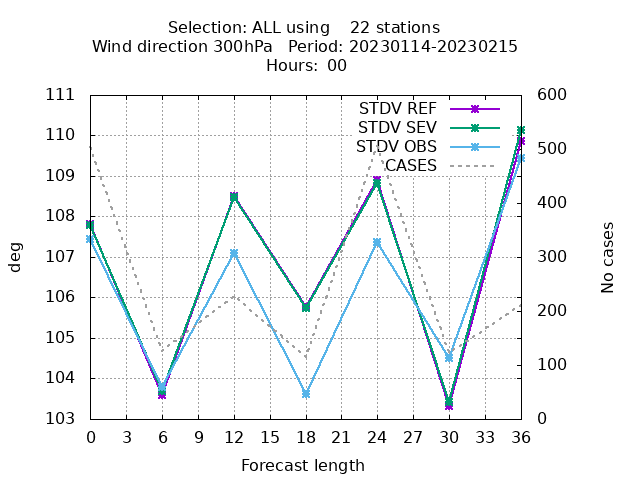 Selection: ALL using    22 stations
Wind direction 300hPa   Period: 20230114-20230215
Hours: 00
STDV REF
STDV SEV
STDV OBS
CASES
111
110
109
108
107
106
105
104
103
600
500
400
300
200
100
0
deg
No cases
0 3 6 9 12 15 18 21 24 27 30 33 36
Forecast length